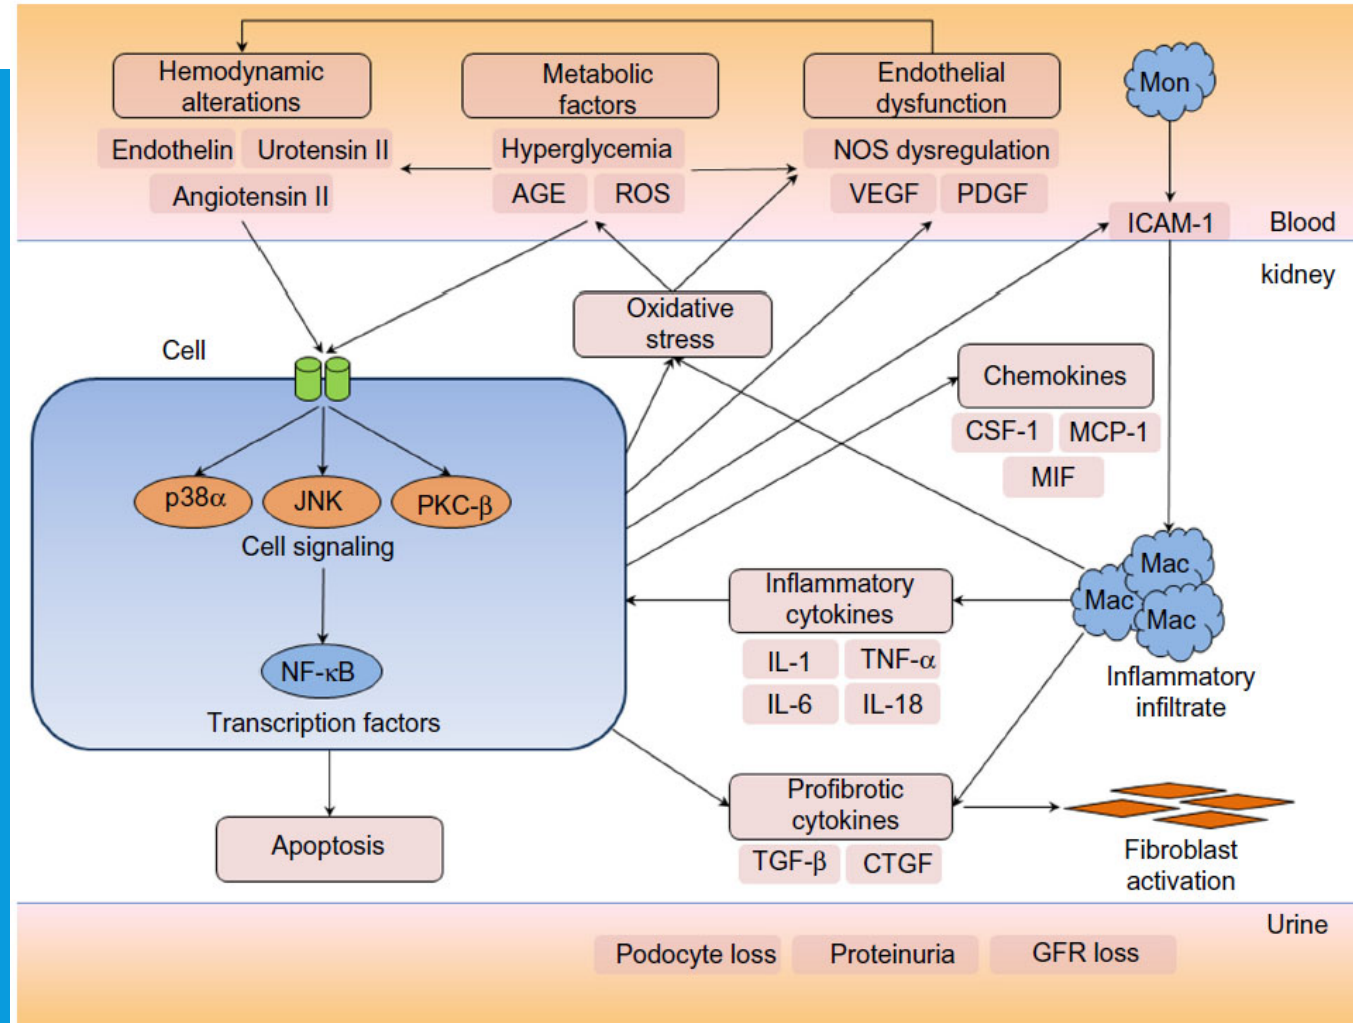 Hemodynamic
alterations
Metabolic
factors
Endothelial
dysfunction
Mon
Endothelin
Urotensin II
Angiotensin II
Hyperglycemia
AGE
ROS
NOS dysregulation
VEGF
PDGF
ICAM-1
Blood
kidney
Oxidative
stress
Cell
Chemokines
CSF-1
MCP-1
MIF
p38α
JNK
PKC-β
Cell signaling
NF-κB
Transcription factors
Inflammatory
cytokines
IL-1
TNF-α
IL-6
IL-18
Mac
Mac
Mac
Inflammatory
infiltrate
Apoptosis
Profibrotic
cytokines
TGF-β
CTGF
Fibroblast
activation
Urine
Podocyte loss
Proteinuria
GFR loss